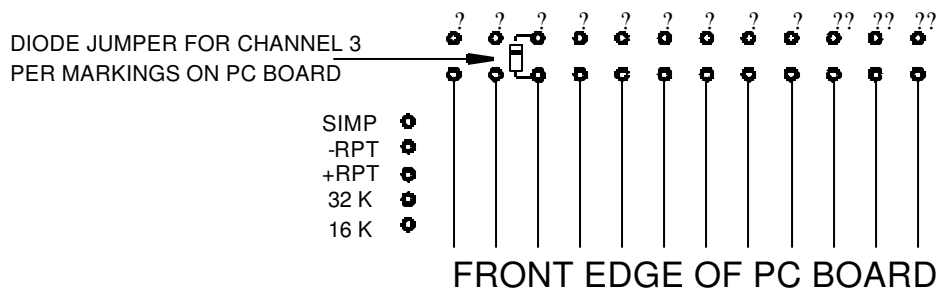 ? ? ? ? ? ? ? ? ? ?? ?? ??
DIODE JUMPER FOR CHANNEL 3
PER MARKINGS ON PC BOARD
SIMP
-RPT
+RPT
32 K
16 K
FRONT EDGE OF PC BOARD